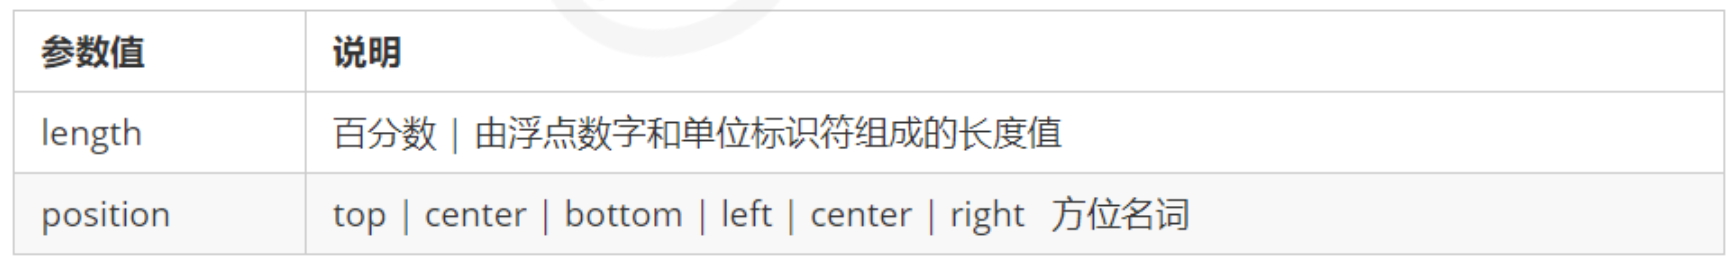 参数值 说明
length 百分数 | 由浮点数字和单位标识符组成的长度值
position top | center | bottom | left | center | right 方位名词